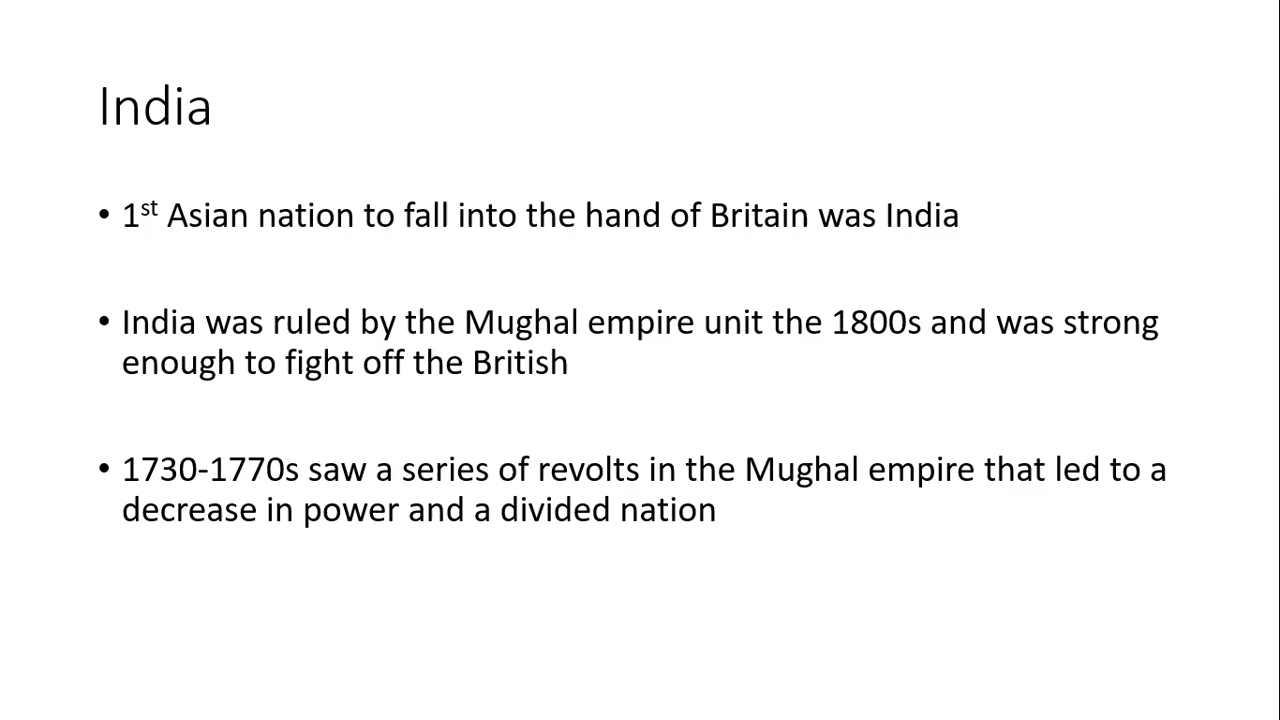 India
• 1st Asian nation to fall into the hand of Britain was India
• India was ruled by the Mughal empire unit the 1800s and was strong
enough to fight off the British
• 1730-1770s saw a series of revolts in the Mughal empire that led to a
decrease in power and a divided nation